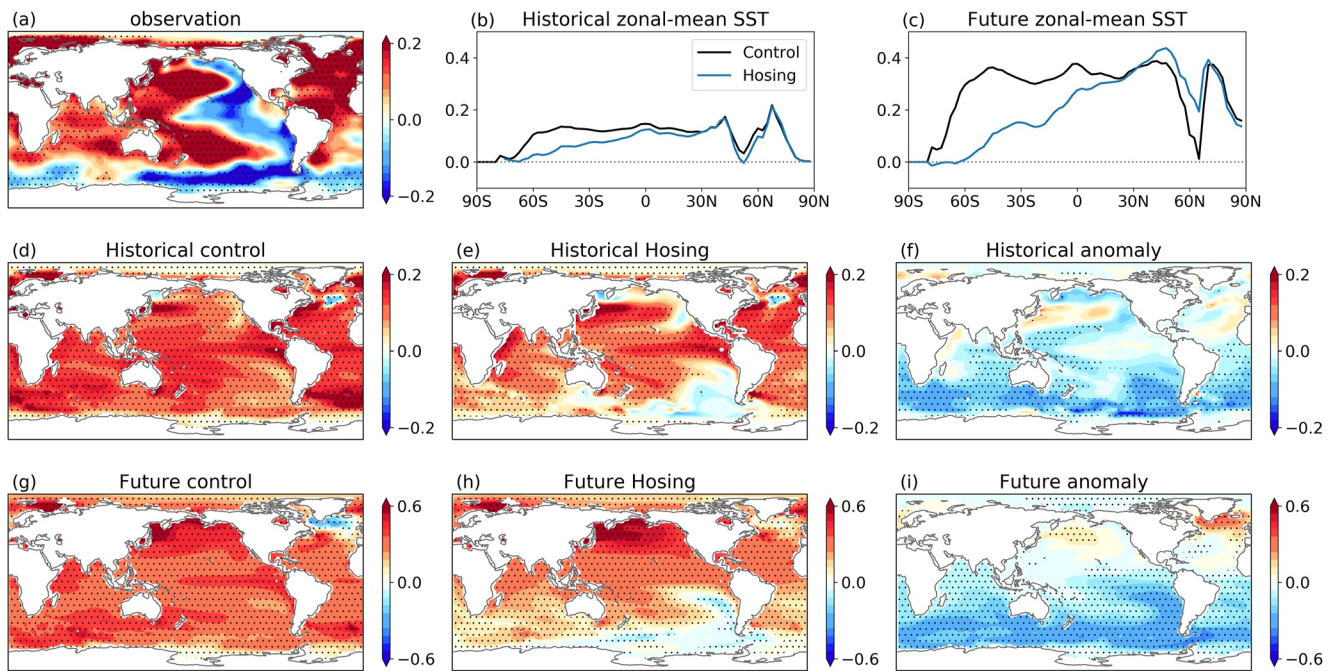 (a) observation
0.2
0.0
−0.2
(b) Historical zonal-mean SST
Control
Hosing
0.4
0.2
0.0
90S 60S 30S 0 30N 60N 90N
(c) Future zonal-mean SST
0.4
0.2
0.0
90S 60S 30S 0 30N 60N 90N
(d) Historical control
0.2
0.0
−0.2
(e) Historical Hosing
0.2
0.0
−0.2
(f) Historical anomaly
0.2
0.0
−0.2
(g) Future control
0.6
0.0
−0.6
(h) Future Hosing
0.6
0.0
−0.6
(i) Future anomaly
0.6
0.0
−0.6